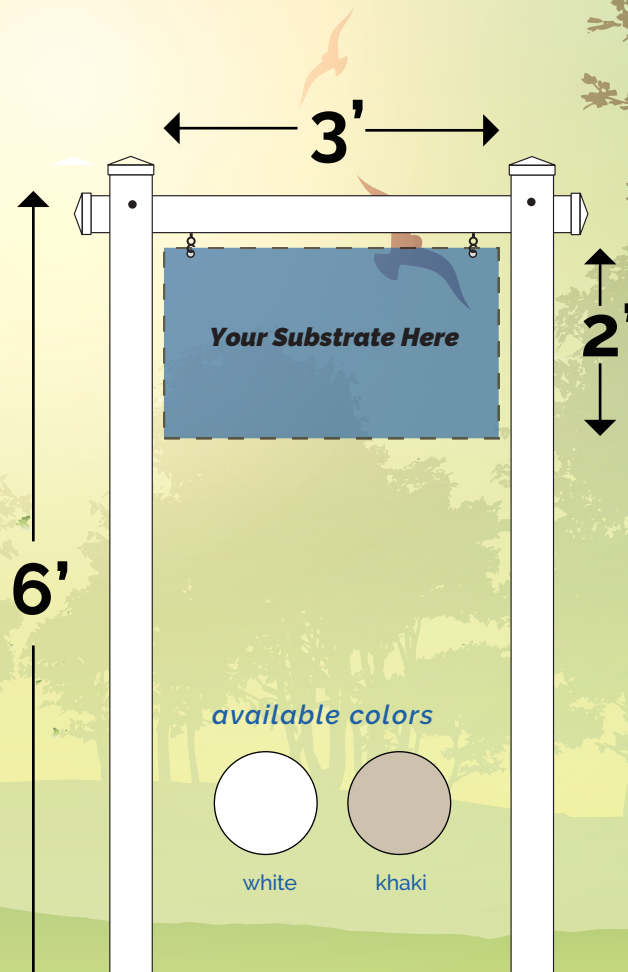 3’
Your Substrate Here
2’
6’
available colors
white khaki